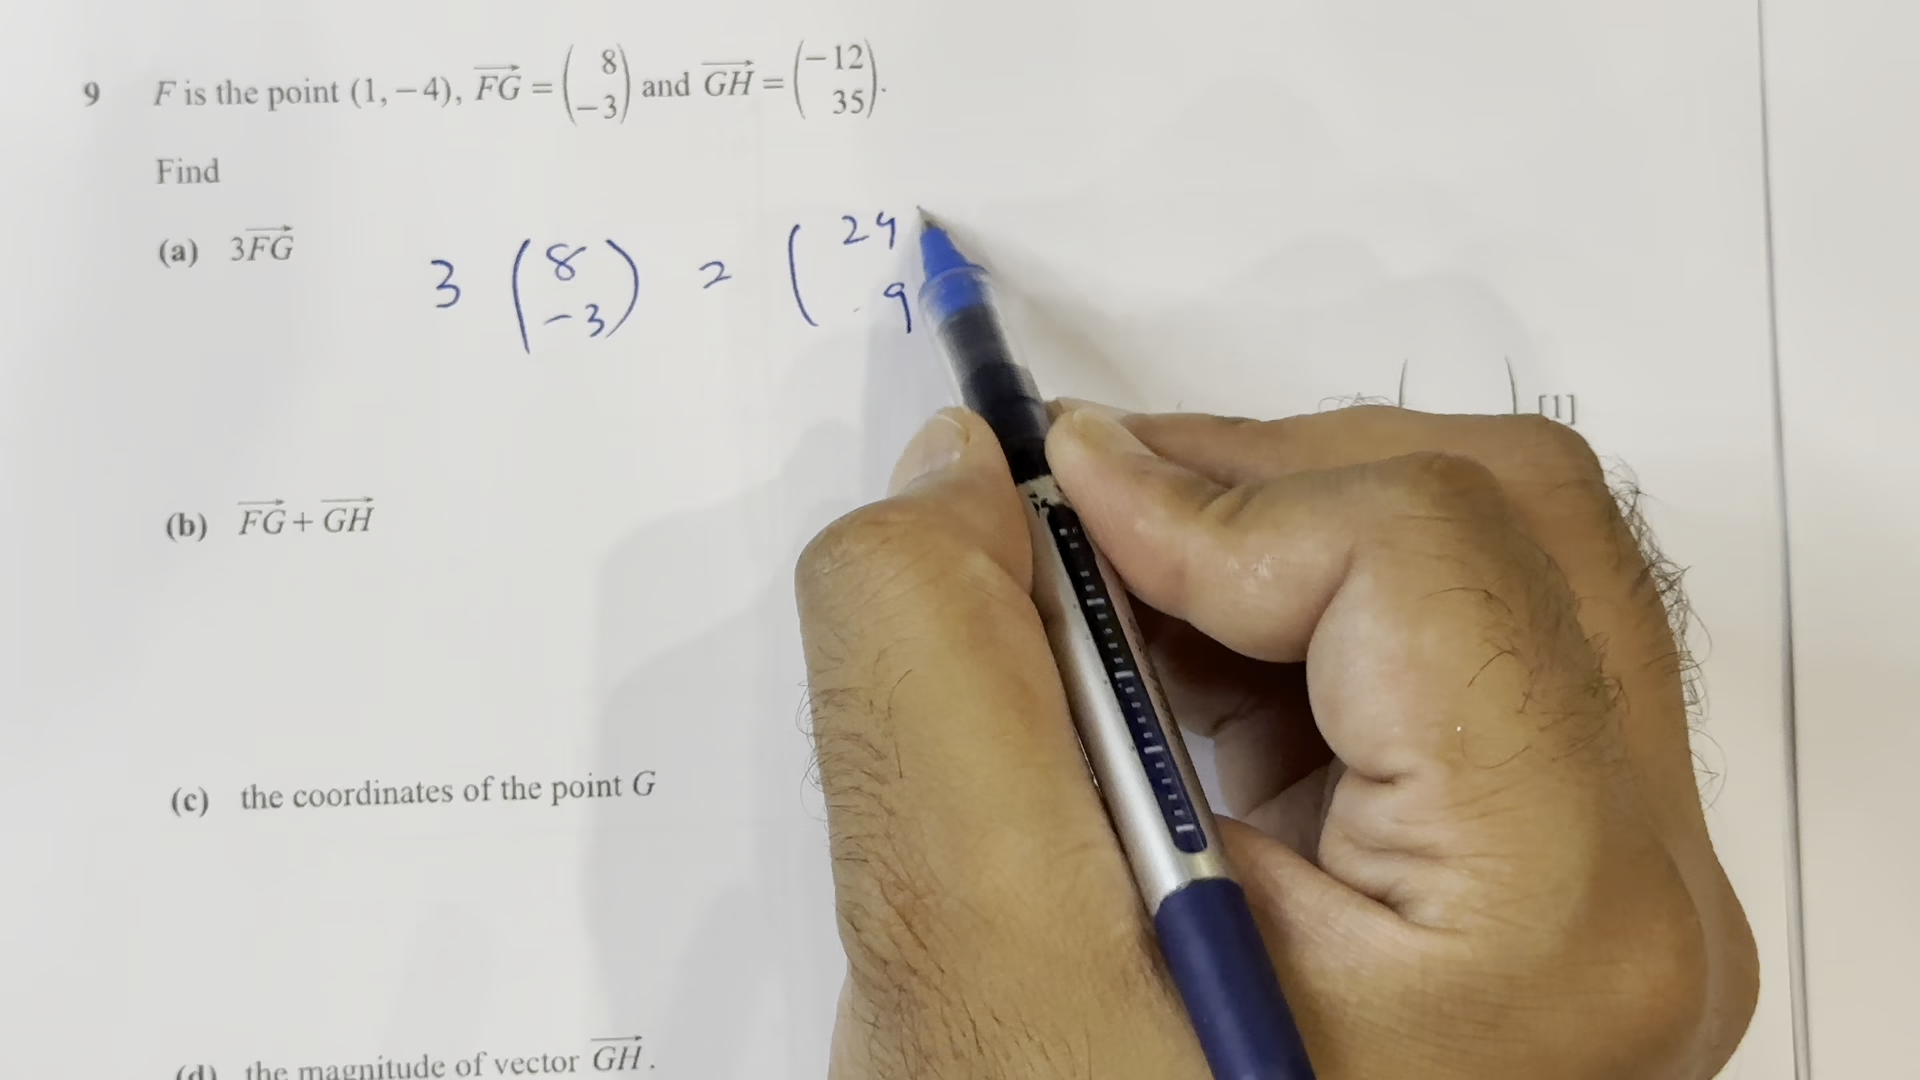 9 F is the point (1, −4), FG⃗ = (8 −3) and GH⃗ = (−12 35).
Find
(a) 3FG⃗
3 (8 −3) = (24 9
( ) [1]
(b) FG⃗ + GH⃗
(c) the coordinates of the point G
(d) the magnitude of vector GH⃗.